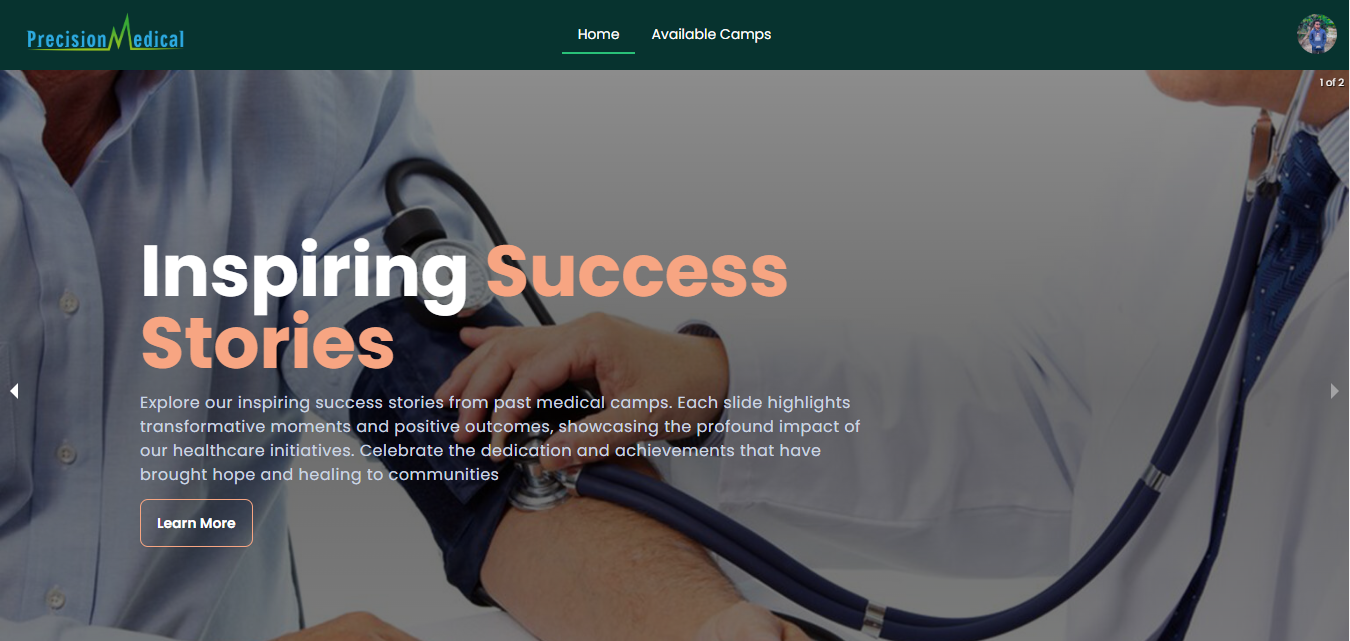 PrecisionMedical
Home
Available Camps
1 of 2
Inspiring Success
Stories
Explore our inspiring success stories from past medical camps. Each slide highlights
transformative moments and positive outcomes, showcasing the profound impact of
our healthcare initiatives. Celebrate the dedication and achievements that have
brought hope and healing to communities
Learn More